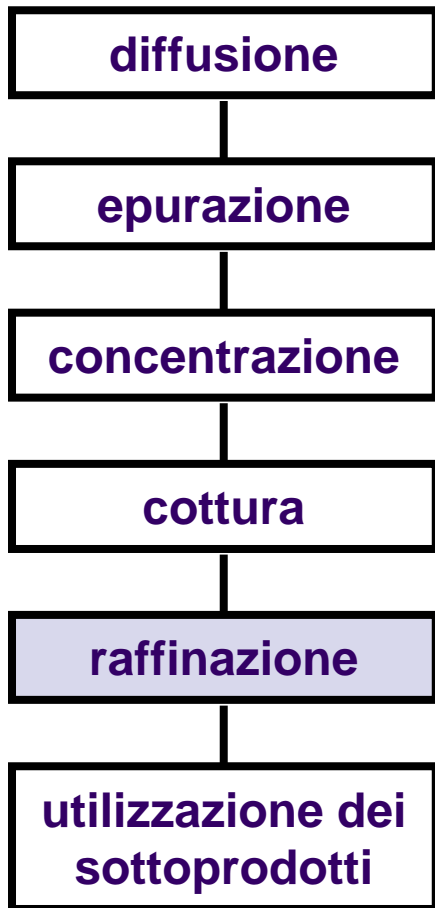 diffusione
epurazione
concentrazione
cottura
raffinazione
utilizzazione dei
sottoprodotti